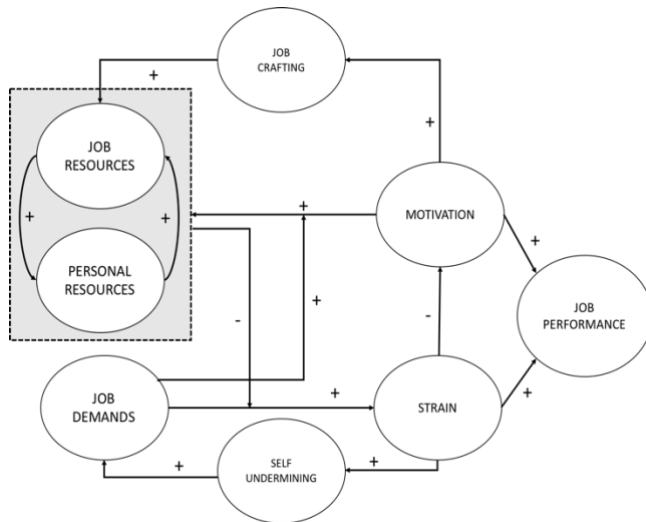 JOB
CRAFTING
+
JOB
RESOURCES
+
+
+
+
MOTIVATION
+
PERSONAL
RESOURCES
+
-
-
JOB
PERFORMANCE
JOB
DEMANDS
+
STRAIN
+
SELF
UNDERMINING
+
+